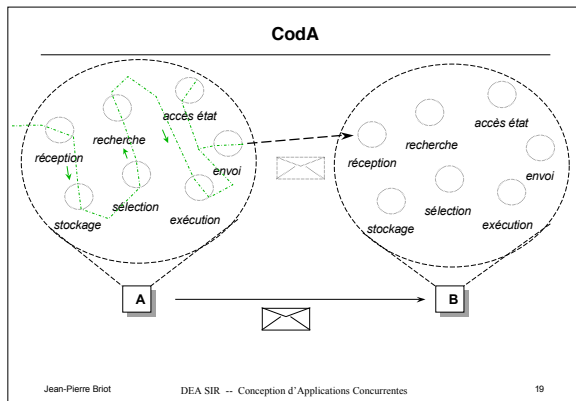 CodA
accès état
recherche
réception
envoi
sélection
stockage
exécution
accès état
recherche
réception
envoi
sélection
stockage
exécution
A
B
Jean-Pierre Briot
DEA SIR -- Conception d'Applications Concurrentes
19